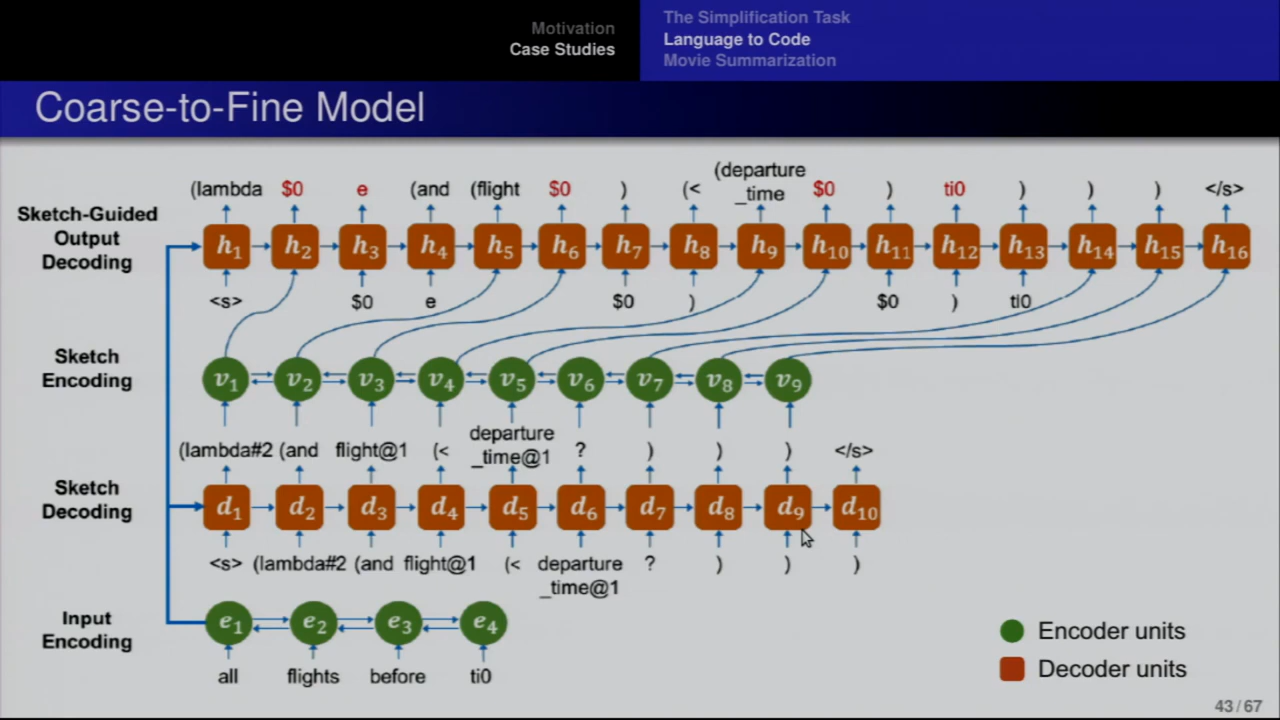 Motivation
Case Studies
The Simplification Task
Language to Code
Movie Summarization
Coarse-to-Fine Model
Sketch-Guided
Output
Decoding
(lambda $0 e (and (flight $0 ) (< (departure
_time $0 ) ti0 ) ) ) </s>
h1 h2 h3 h4 h5 h6 h7 h8 h9 h10 h11 h12 h13 h14 h15 h16
<s> $0 e $0 ) $0 ) ti0
Sketch
Encoding
v1 v2 v3 v4 v5 v6 v7 v8 v9
(lambda#2 (and flight@1 (< departure
_time@1 ? ) ) ) </s>
Sketch
Decoding
d1 d2 d3 d4 d5 d6 d7 d8 d9 d10
<s> (lambda#2 (and flight@1 (< departure
_time@1 ? ) ) )
Input
Encoding
e1 e2 e3 e4
all flights before ti0
Encoder units
Decoder units
43/67